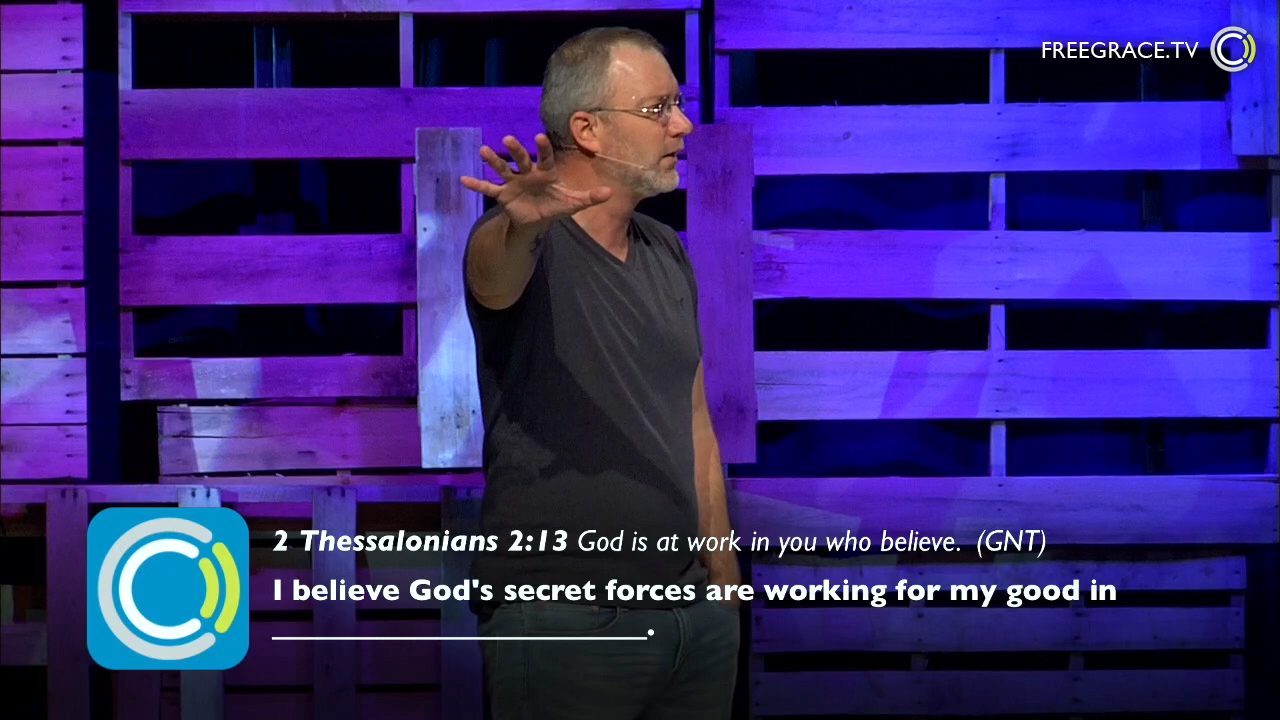 FREEGRACE.TV
2 Thessalonians 2:13 God is at work in you who believe. (GNT)
I believe God's secret forces are working for my good in
____________________.